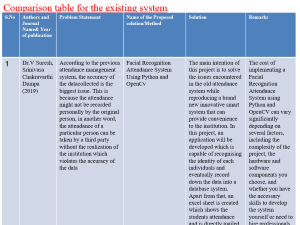 Comparison table for the existing system
S.No
Authors and
Journal
Named: Year
of publication
Problem Statement
Name of the Proposed
solution/Method
Solution
Remarks
1
Dr.V Suresh,
Srinivasa
Chakravarthi
Dumpa
(2019)
According to the previous
attendance management
system, the accuracy of
the data collected is the
biggest issue. This is
because the attendance
might not be recorded
personally by the original
person, in another word,
the attendance of a
particular person can be
taken by a third party
without the realization of
the institution which
violates the accuracy of
the data
Facial Recognition
Attendance System
Using Python and
OpenCv
The main intention of
this project is to solve
the issues encountered
in the old attendance
system while
reproducing a brand
new innovative smart
system that can
provide convenience
to the institution. In
this project, an
application will be
developed which is
capable of recognising
the identity of each
individuals and
eventually record
down the data into a
database system.
Apart from that, an
excel sheet is created
which shows the
students attendance
and is directly mailed
The cost of
implementing a
Facial
Recognition
Attendance
System using
Python and
OpenCV can vary
significantly
depending on
several factors,
including the
complexity of the
project, the
hardware and
software
components you
choose, and
whether you have
the necessary
skills to develop
the system
yourself or need to
hire professionals